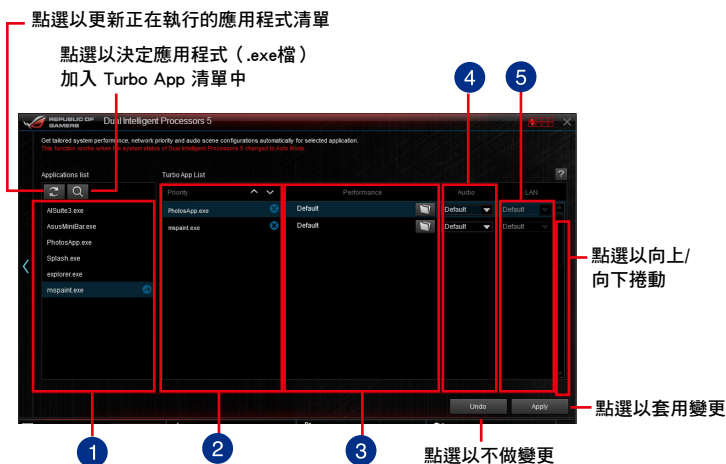 點選以更新正在執行的應用程式清單
點選以決定應用程式（.exe檔）
加入 Turbo App 清單中
4
5
REPUBLIC OF GAMERS
Dual Intelligent Processors 5
Get tailored system performance, network priority and audio scene configurations automatically for selected application.
This function works when the system status of Dual Intelligent Processors 5 changed to Auto Mode.
Applications list
Turbo App List
?
Priority
Performance
Audio
LAN
AISuite3.exe
AsusMiniBar.exe
PhotosApp.exe
Splash.exe
explorer.exe
mspaint.exe
PhotosApp.exe
Default
Default
Default
mspaint.exe
Default
Default
Default
點選以向上/
向下捲動
Undo
Apply
點選以套用變更
點選以不做變更
1
2
3